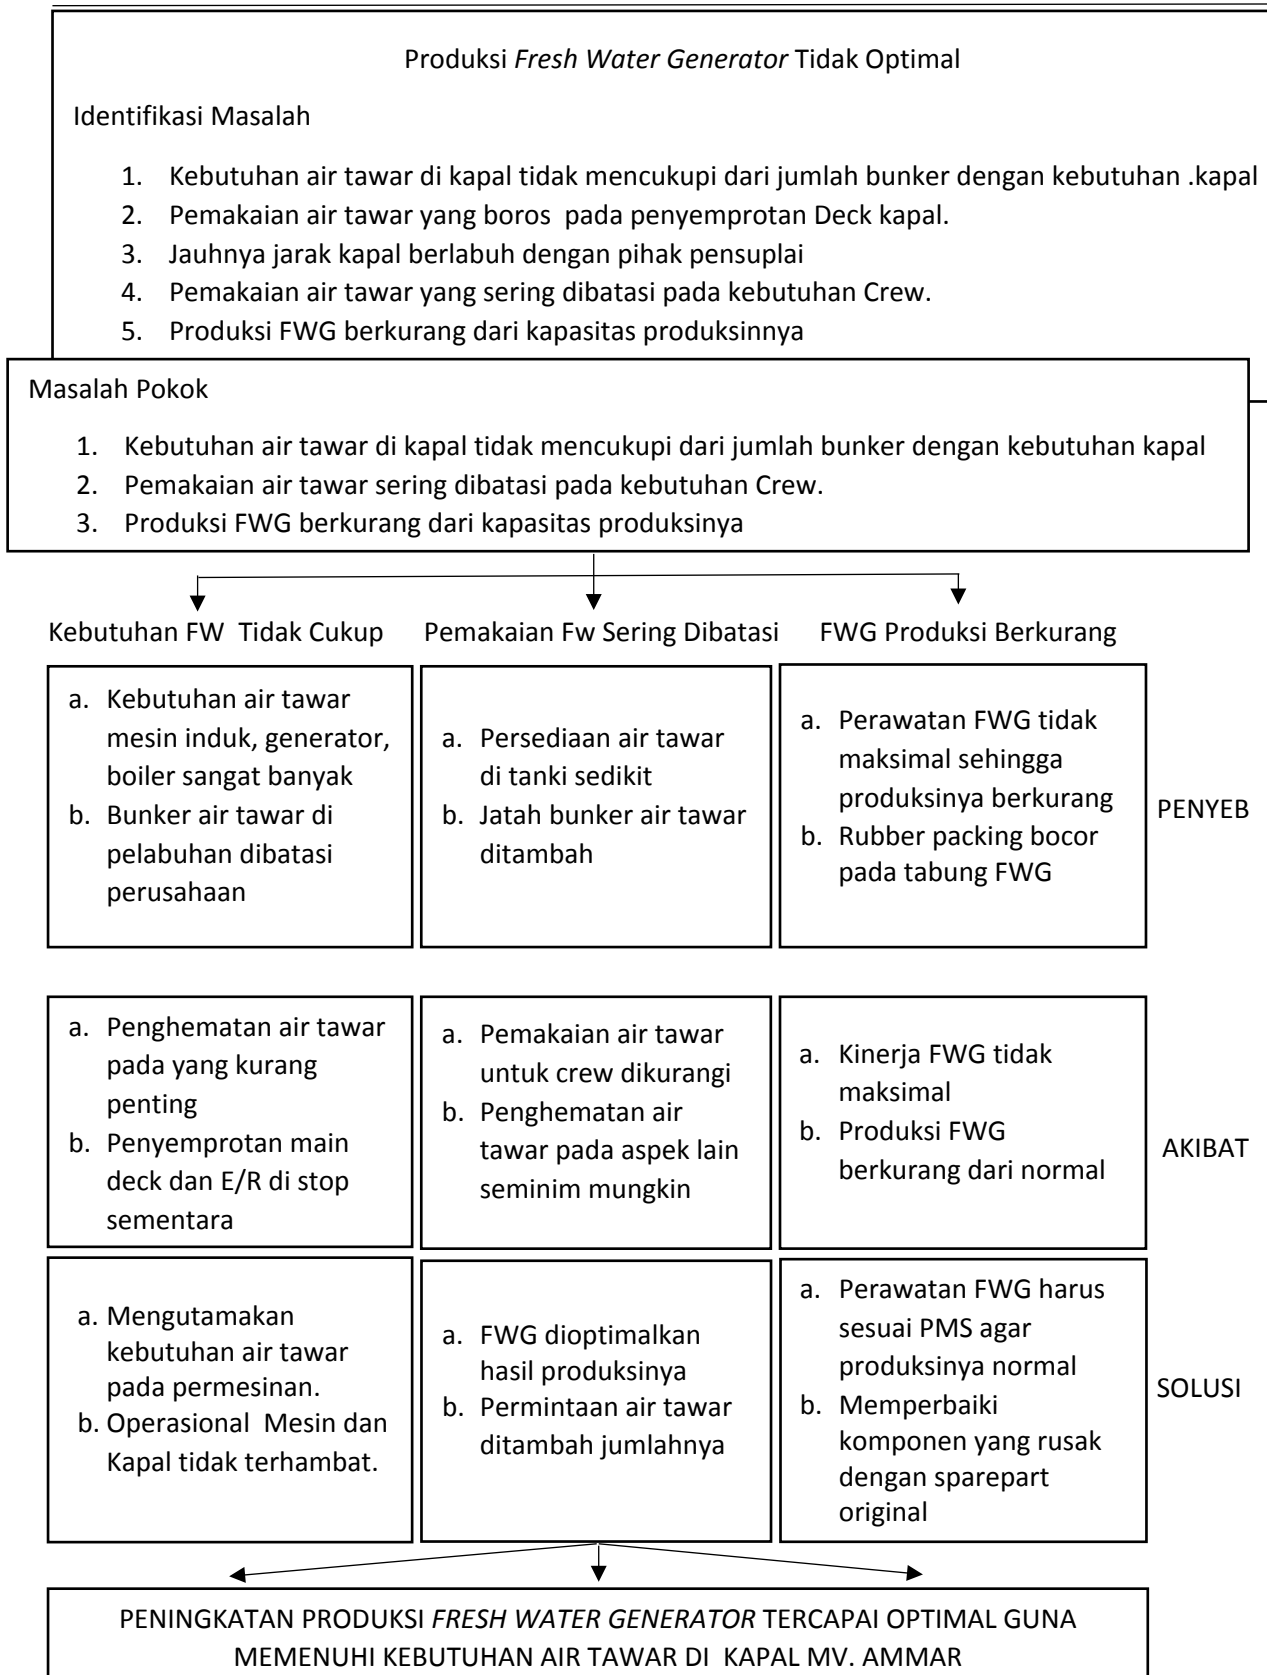 Produksi Fresh Water Generator Tidak Optimal
Identifikasi Masalah
1. Kebutuhan air tawar di kapal tidak mencukupi dari jumlah bunker dengan kebutuhan .kapal
2. Pemakaian air tawar yang boros pada penyemprotan Deck kapal.
3. Jauhnya jarak kapal berlabuh dengan pihak pensuplai
4. Pemakaian air tawar yang sering dibatasi pada kebutuhan Crew.
5. Produksi FWG berkurang dari kapasitas produksinnya
Masalah Pokok
1. Kebutuhan air tawar di kapal tidak mencukupi dari jumlah bunker dengan kebutuhan kapal
2. Pemakaian air tawar sering dibatasi pada kebutuhan Crew.
3. Produksi FWG berkurang dari kapasitas produksinya
Kebutuhan FW Tidak Cukup
Pemakaian Fw Sering Dibatasi
FWG Produksi Berkurang
a. Kebutuhan air tawar
mesin induk, generator,
boiler sangat banyak
b. Bunker air tawar di
pelabuhan dibatasi
perusahaan
a. Persediaan air tawar
di tanki sedikit
b. Jatah bunker air tawar
ditambah
a. Perawatan FWG tidak
maksimal sehingga
produksinya berkurang
b. Rubber packing bocor
pada tabung FWG
PENYEB
a. Penghematan air tawar
pada yang kurang
penting
b. Penyemprotan main
deck dan E/R di stop
sementara
a. Pemakaian air tawar
untuk crew dikurangi
b. Penghematan air
tawar pada aspek lain
seminim mungkin
a. Kinerja FWG tidak
maksimal
b. Produksi FWG
berkurang dari normal
AKIBAT
a. Mengutamakan
kebutuhan air tawar
pada permesinan.
b. Operasional Mesin dan
Kapal tidak terhambat.
a. FWG dioptimalkan
hasil produksinya
b. Permintaan air tawar
ditambah jumlahnya
a. Perawatan FWG harus
sesuai PMS agar
produksinya normal
b. Memperbaiki
komponen yang rusak
dengan sparepart
original
SOLUSI
PENINGKATAN PRODUKSI FRESH WATER GENERATOR TERCAPAI OPTIMAL GUNA
MEMENUHI KEBUTUHAN AIR TAWAR DI KAPAL MV. AMMAR